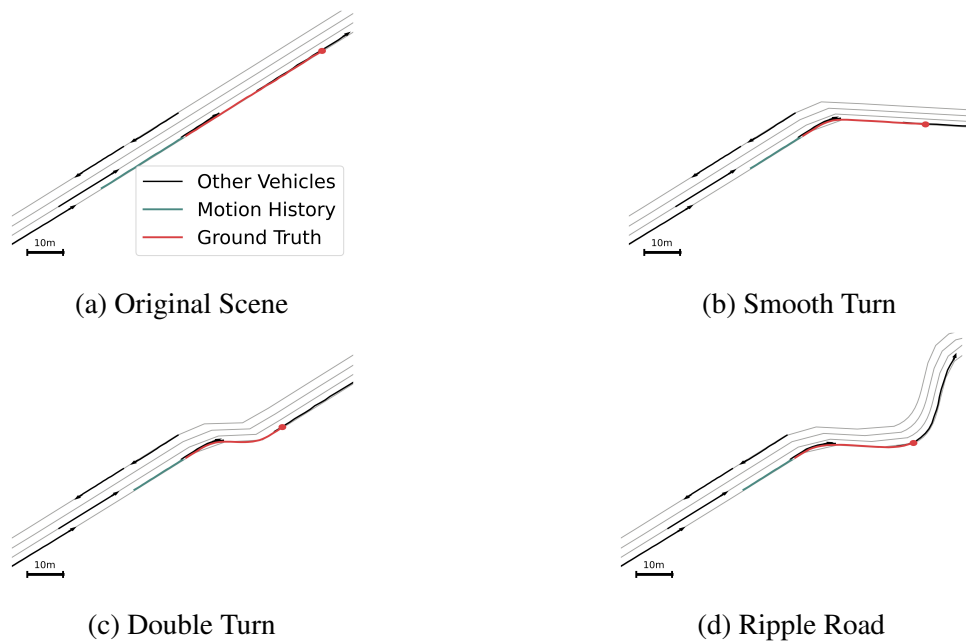 Other Vehicles
Motion History
Ground Truth
10m
10m
(a) Original Scene
(b) Smooth Turn
10m
10m
(c) Double Turn
(d) Ripple Road